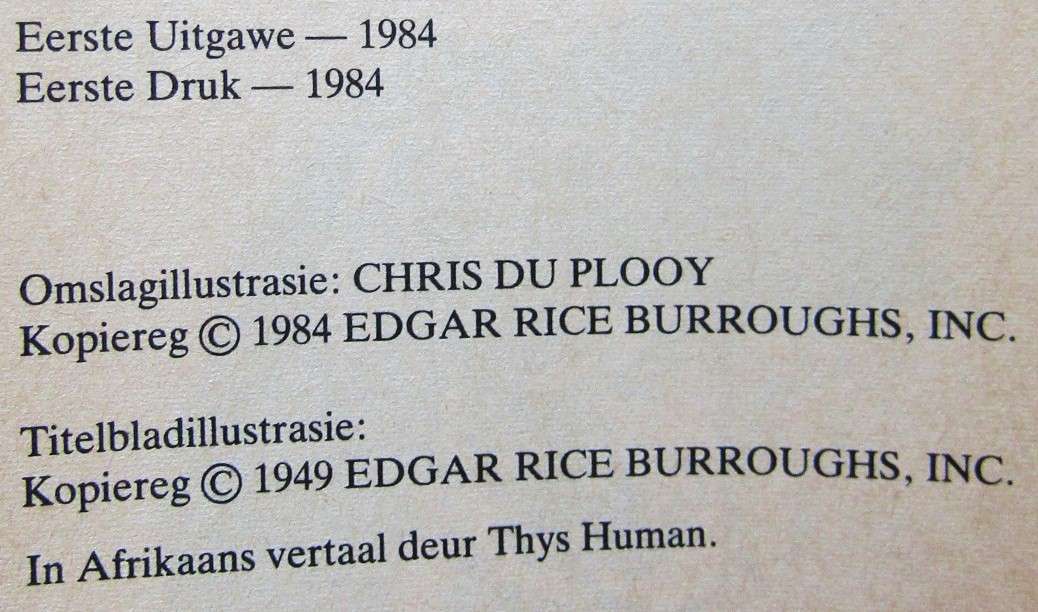 Eerste Uitgawe — 1984
Eerste Druk — 1984
Omslagillustrasie: CHRIS DU PLOOY
Kopiereg © 1984 EDGAR RICE BURROUGHS, INC.
Titelbladillustrasie:
Kopiereg © 1949 EDGAR RICE BURROUGHS, INC.
In Afrikaans vertaal deur Thys Human.